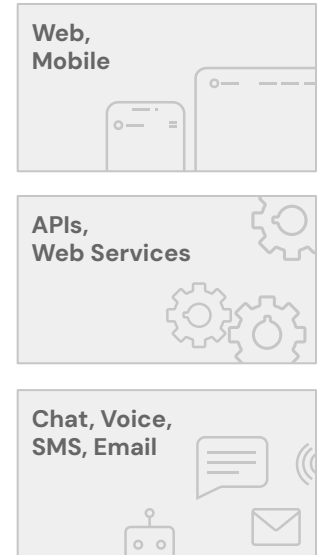 Web,
Mobile
APIs,
Web Services
Chat, Voice,
SMS, Email